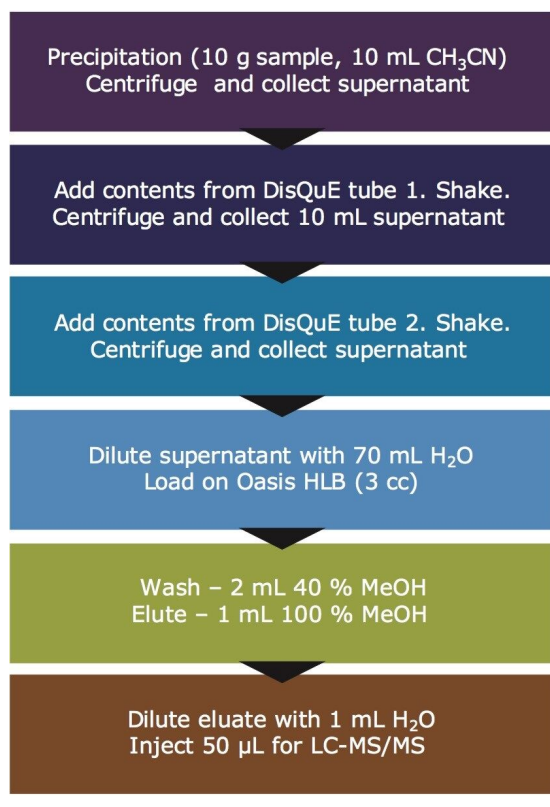 Precipitation (10 g sample, 10 mL CH₃CN)
Centrifuge and collect supernatant
Add contents from DisQuE tube 1. Shake.
Centrifuge and collect 10 mL supernatant
Add contents from DisQuE tube 2. Shake.
Centrifuge and collect supernatant
Dilute supernatant with 70 mL H₂O
Load on Oasis HLB (3 cc)
Wash – 2 mL 40 % MeOH
Elute – 1 mL 100 % MeOH
Dilute eluate with 1 mL H₂O
Inject 50 µL for LC-MS/MS